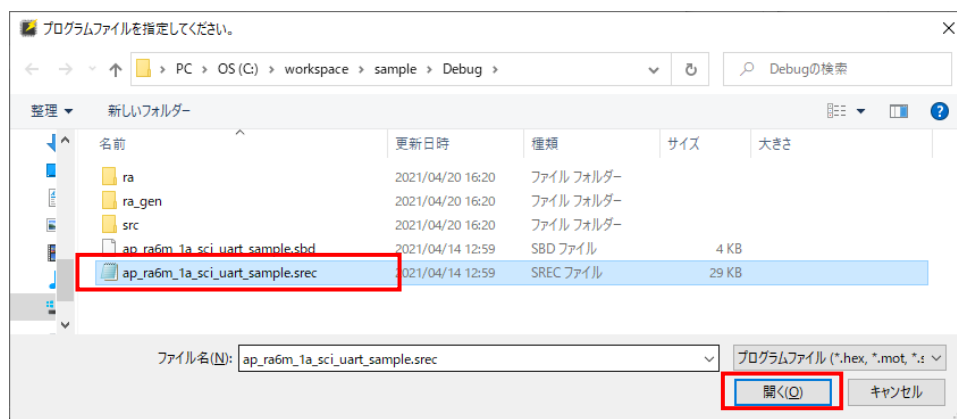 プログラムファイルを指定してください。
PC › OS (C:) › workspace › sample › Debug ›
Debugの検索
整理 新しいフォルダー
名前 更新日時 種類 サイズ 大きさ
ra 2021/04/20 16:20 ファイル フォルダー
ra_gen 2021/04/20 16:20 ファイル フォルダー
src 2021/04/20 16:20 ファイル フォルダー
ap_ra6m_1a_sci_uart_sample.sbd 2021/04/14 12:59 SBD ファイル 4 KB
ap_ra6m_1a_sci_uart_sample.srec 2021/04/14 12:59 SREC ファイル 29 KB
ファイル名(N): ap_ra6m_1a_sci_uart_sample.srec プログラムファイル (*.hex, *.mot, *.s
開く(O) キャンセル